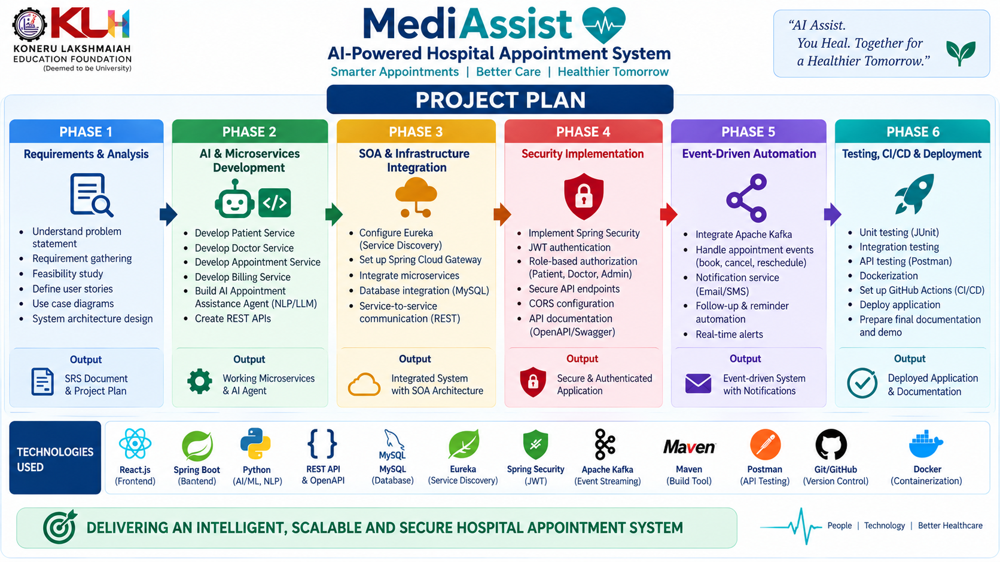 KLH
KONERU LAKSHMAIAH
EDUCATION FOUNDATION
(Deemed to be University)
MediAssist
AI-Powered Hospital Appointment System
Smarter Appointments | Better Care | Healthier Tomorrow
“AI Assist.
You Heal. Together for
a Healthier Tomorrow.”
PROJECT PLAN
PHASE 1
Requirements & Analysis
• Understand problem
statement
• Requirement gathering
• Feasibility study
• Define user stories
• Use case diagrams
• System architecture design
Output
SRS Document
& Project Plan
PHASE 2
AI & Microservices
Development
</>
• Develop Patient Service
• Develop Doctor Service
• Develop Appointment Service
• Develop Billing Service
• Build AI Appointment
Assistance Agent (NLP/LLM)
• Create REST APIs
Output
Working Microservices
& AI Agent
PHASE 3
SOA & Infrastructure
Integration
• Configure Eureka
(Service Discovery)
• Set up Spring Cloud Gateway
• Integrate microservices
• Database integration (MySQL)
• Service-to-service
communication (REST)
Output
Integrated System
with SOA Architecture
PHASE 4
Security Implementation
• Implement Spring Security
• JWT authentication
• Role-based authorization
(Patient, Doctor, Admin)
• Secure API endpoints
• CORS configuration
• API documentation
(OpenAPI/Swagger)
Output
Secure & Authenticated
Application
PHASE 5
Event-Driven Automation
• Integrate Apache Kafka
• Handle appointment events
(book, cancel, reschedule)
• Notification service
(Email/SMS)
• Follow-up & reminder
automation
• Real-time alerts
Output
Event-driven System
with Notifications
PHASE 6
Testing, CI/CD & Deployment
• Unit testing (JUnit)
• Integration testing
• API testing (Postman)
• Dockerization
• Set up GitHub Actions (CI/CD)
• Deploy application
• Prepare final documentation
and demo
Output
Deployed Application
& Documentation
TECHNOLOGIES
USED
React.js
(Frontend)
Spring Boot
(Bantend)
Python
(AI/ML, NLP)
{ }
REST API
& OpenAPI
MySQL
MySQL
(Database)
Eureka
(Service Discovery)
Spring Security
(JWT)
Apache Kafka
(Event Streaming)
Maven
Maven
(Build Tool)
Postman
(API Testing)
Git/GitHub
(Version Control)
Docker
(Containerization)
DELIVERING AN INTELLIGENT, SCALABLE AND SECURE HOSPITAL APPOINTMENT SYSTEM
People | Technology | Better Healthcare